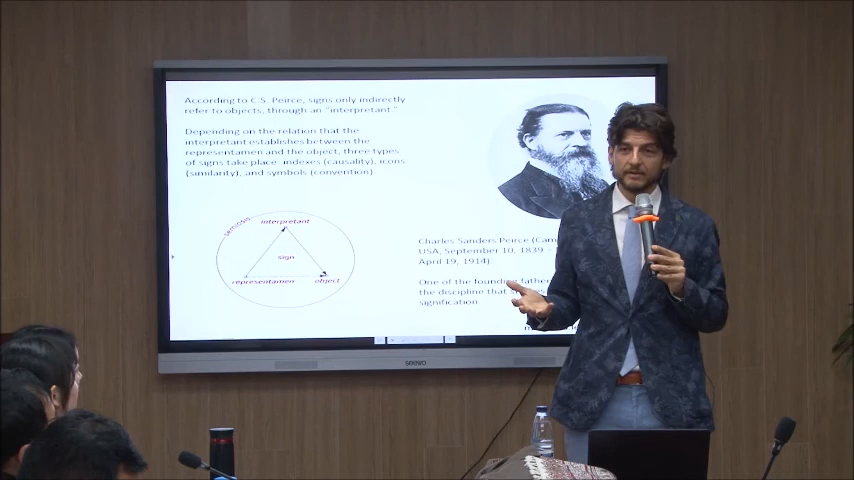 According to C.S. Peirce, signs only indirectly
refer to objects, through an "interpretant."
Depending on the relation that the
interpretant establishes between the
representamen and the object, three types
of signs take place: indexes (causality), icons
(similarity), and symbols (convention).
semiosis
interpretant
sign
representamen
object
Charles Sanders Peirce
USA, September 10, 1839
April 19, 1914).
One of the founding
the discipline that
signification.
seewo